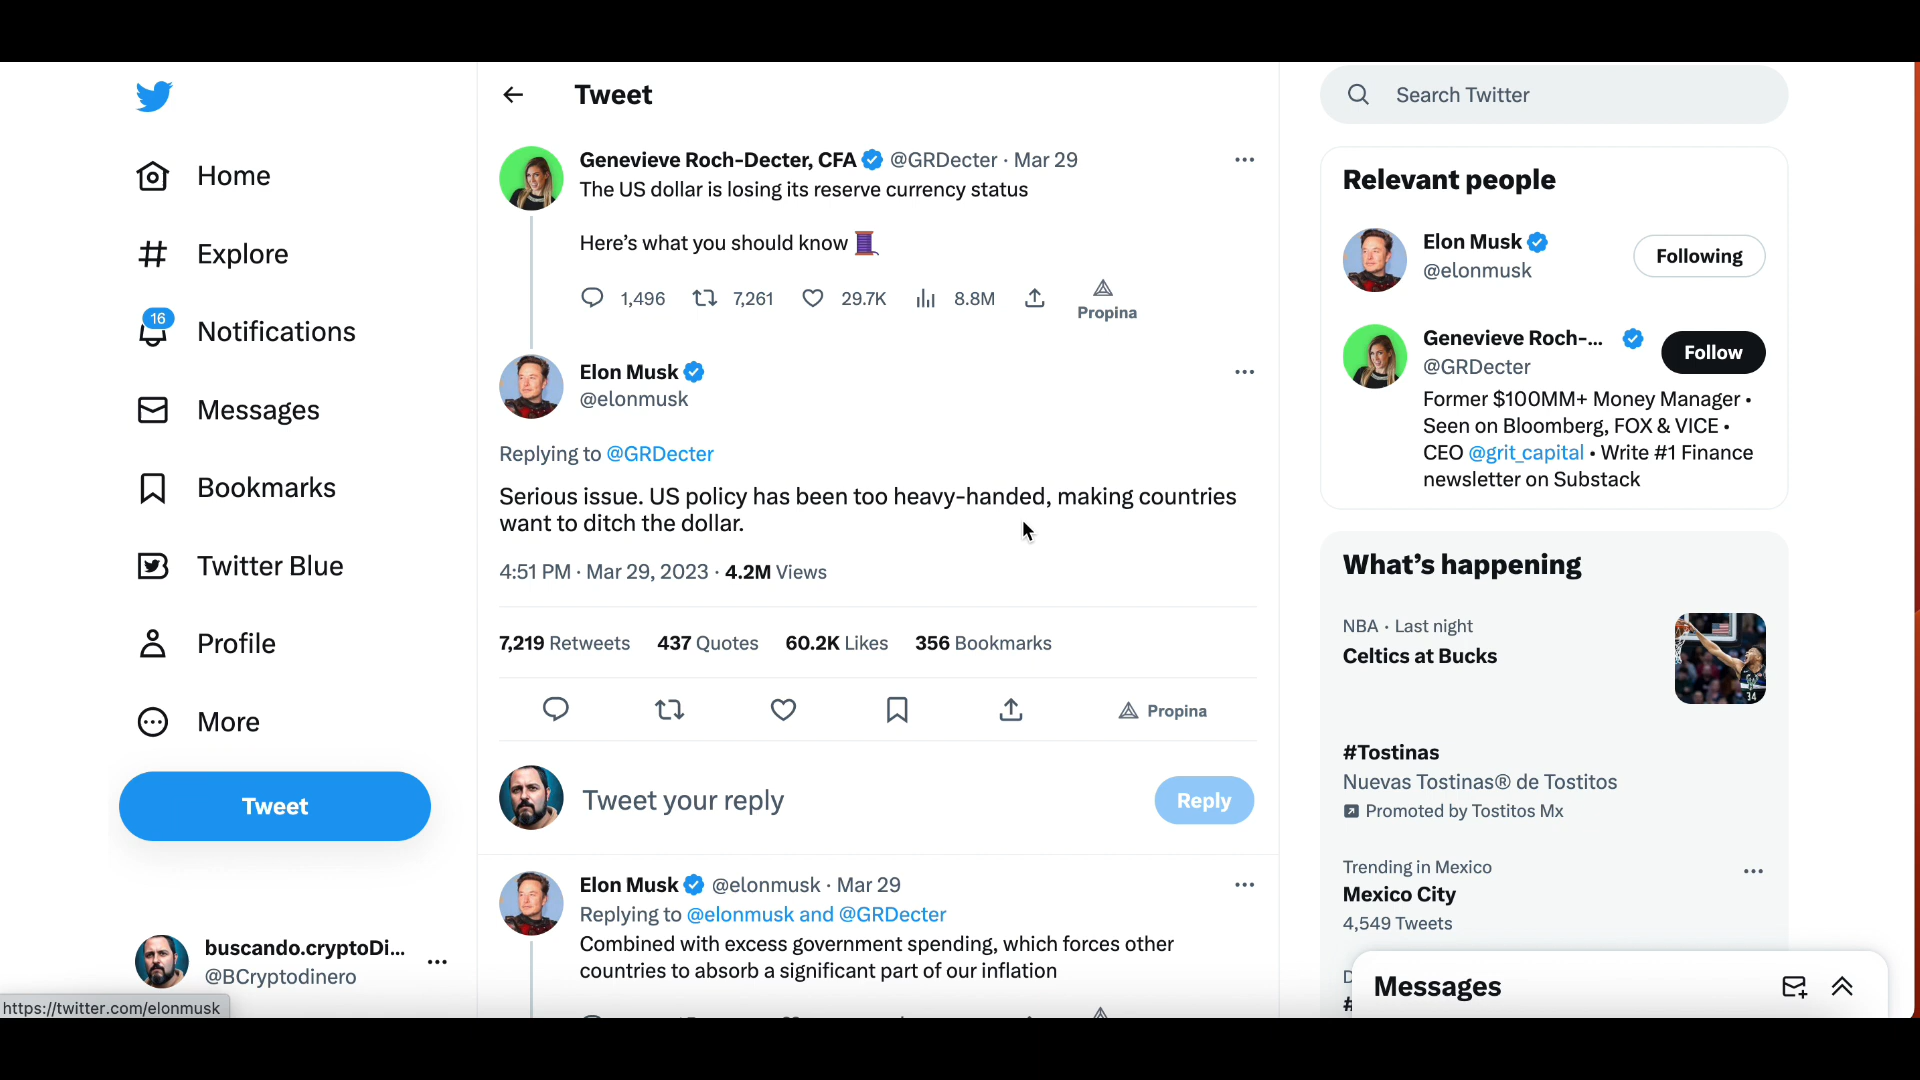 Tweet
Search Twitter
Home
Explore
16
Notifications
Messages
Bookmarks
Twitter Blue
Profile
More
Tweet
buscando.cryptoDi...
@BCryptodinero
https://twitter.com/elonmusk
Genevieve Roch-Decter, CFA @GRDecter · Mar 29
The US dollar is losing its reserve currency status
Here's what you should know
1,496 7,261 29.7K 8.8M
Propina
Elon Musk
@elonmusk
Replying to @GRDecter
Serious issue. US policy has been too heavy-handed, making countries
want to ditch the dollar.
4:51 PM · Mar 29, 2023 · 4.2M Views
7,219 Retweets 437 Quotes 60.2K Likes 356 Bookmarks
Propina
Tweet your reply
Reply
Elon Musk @elonmusk · Mar 29
Replying to @elonmusk and @GRDecter
Combined with excess government spending, which forces other
countries to absorb a significant part of our inflation
Relevant people
Elon Musk
@elonmusk
Following
Genevieve Roch-...
@GRDecter
Follow
Former $100MM+ Money Manager •
Seen on Bloomberg, FOX & VICE •
CEO @grit_capital • Write #1 Finance
newsletter on Substack
What's happening
NBA · Last night
Celtics at Bucks
34
#Tostinas
Nuevas Tostinas® de Tostitos
Promoted by Tostitos Mx
Trending in Mexico
Mexico City
4,549 Tweets
Messages